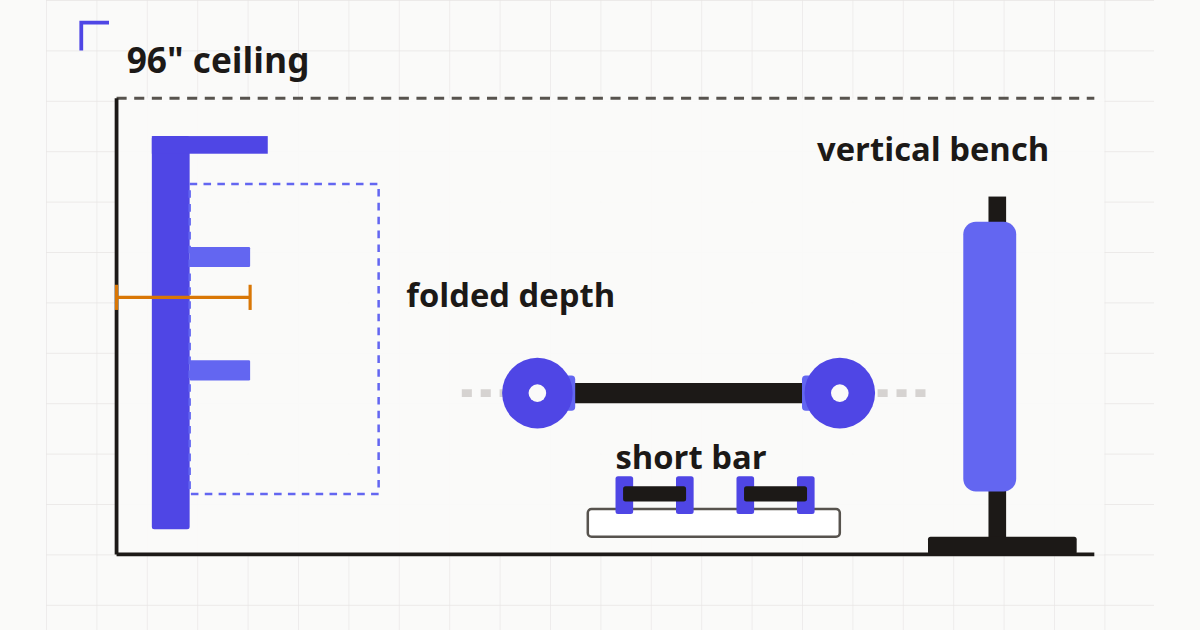 96" ceiling
vertical bench
folded depth
short bar